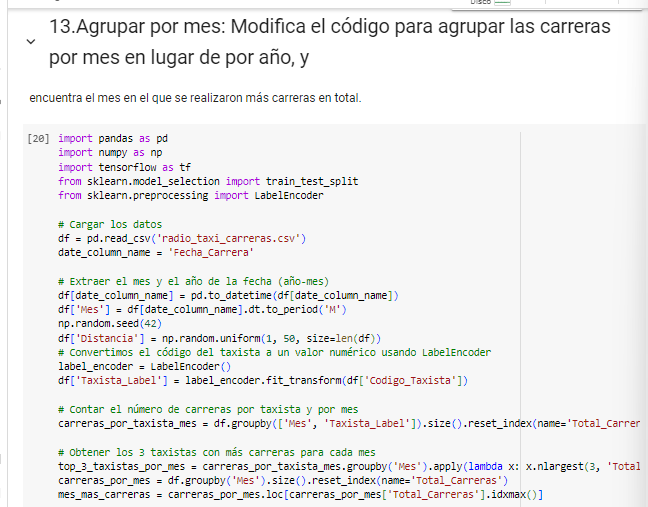 Disco
13.Agrupar por mes: Modifica el código para agrupar las carreras
por mes en lugar de por año, y
encuentra el mes en el que se realizaron más carreras en total.
[20] import pandas as pd
import numpy as np
import tensorflow as tf
from sklearn.model_selection import train_test_split
from sklearn.preprocessing import LabelEncoder
# Cargar los datos
df = pd.read_csv('radio_taxi_carreras.csv')
date_column_name = 'Fecha_Carrera'
# Extraer el mes y el año de la fecha (año-mes)
df[date_column_name] = pd.to_datetime(df[date_column_name])
df['Mes'] = df[date_column_name].dt.to_period('M')
np.random.seed(42)
df['Distancia'] = np.random.uniform(1, 50, size=len(df))
# Convertimos el código del taxista a un valor numérico usando LabelEncoder
label_encoder = LabelEncoder()
df['Taxista_Label'] = label_encoder.fit_transform(df['Codigo_Taxista'])
# Contar el número de carreras por taxista y por mes
carreras_por_taxista_mes = df.groupby(['Mes', 'Taxista_Label']).size().reset_index(name='Total_Carrer
# Obtener los 3 taxistas con más carreras para cada mes
top_3_taxistas_por_mes = carreras_por_taxista_mes.groupby('Mes').apply(lambda x: x.nlargest(3, 'Total
carreras_por_mes = df.groupby('Mes').size().reset_index(name='Total_Carreras')
mes_mas_carreras = carreras_por_mes.loc[carreras_por_mes['Total_Carreras'].idxmax()]